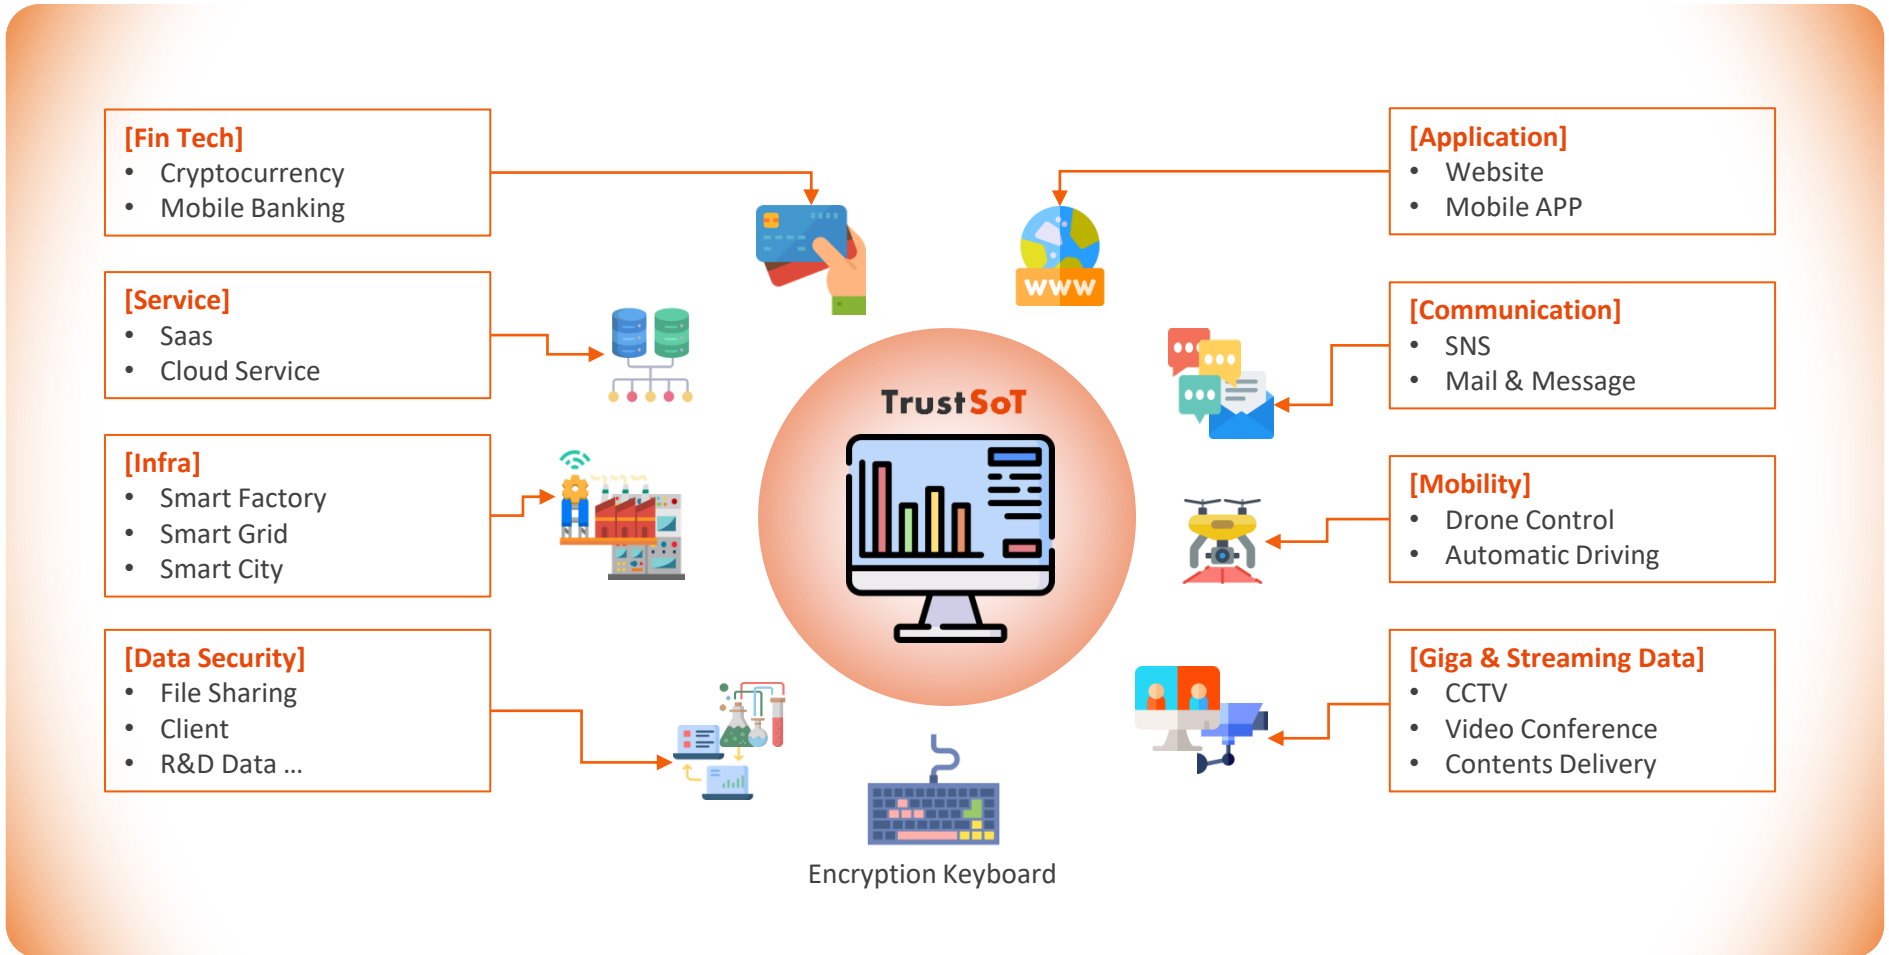 [Fin Tech]
• Cryptocurrency
• Mobile Banking
[Service]
• Saas
• Cloud Service
[Infra]
• Smart Factory
• Smart Grid
• Smart City
[Data Security]
• File Sharing
• Client
• R&D Data ...
WWW
TrustSoT
Encryption Keyboard
[Application]
• Website
• Mobile APP
[Communication]
• SNS
• Mail & Message
[Mobility]
• Drone Control
• Automatic Driving
[Giga & Streaming Data]
• CCTV
• Video Conference
• Contents Delivery